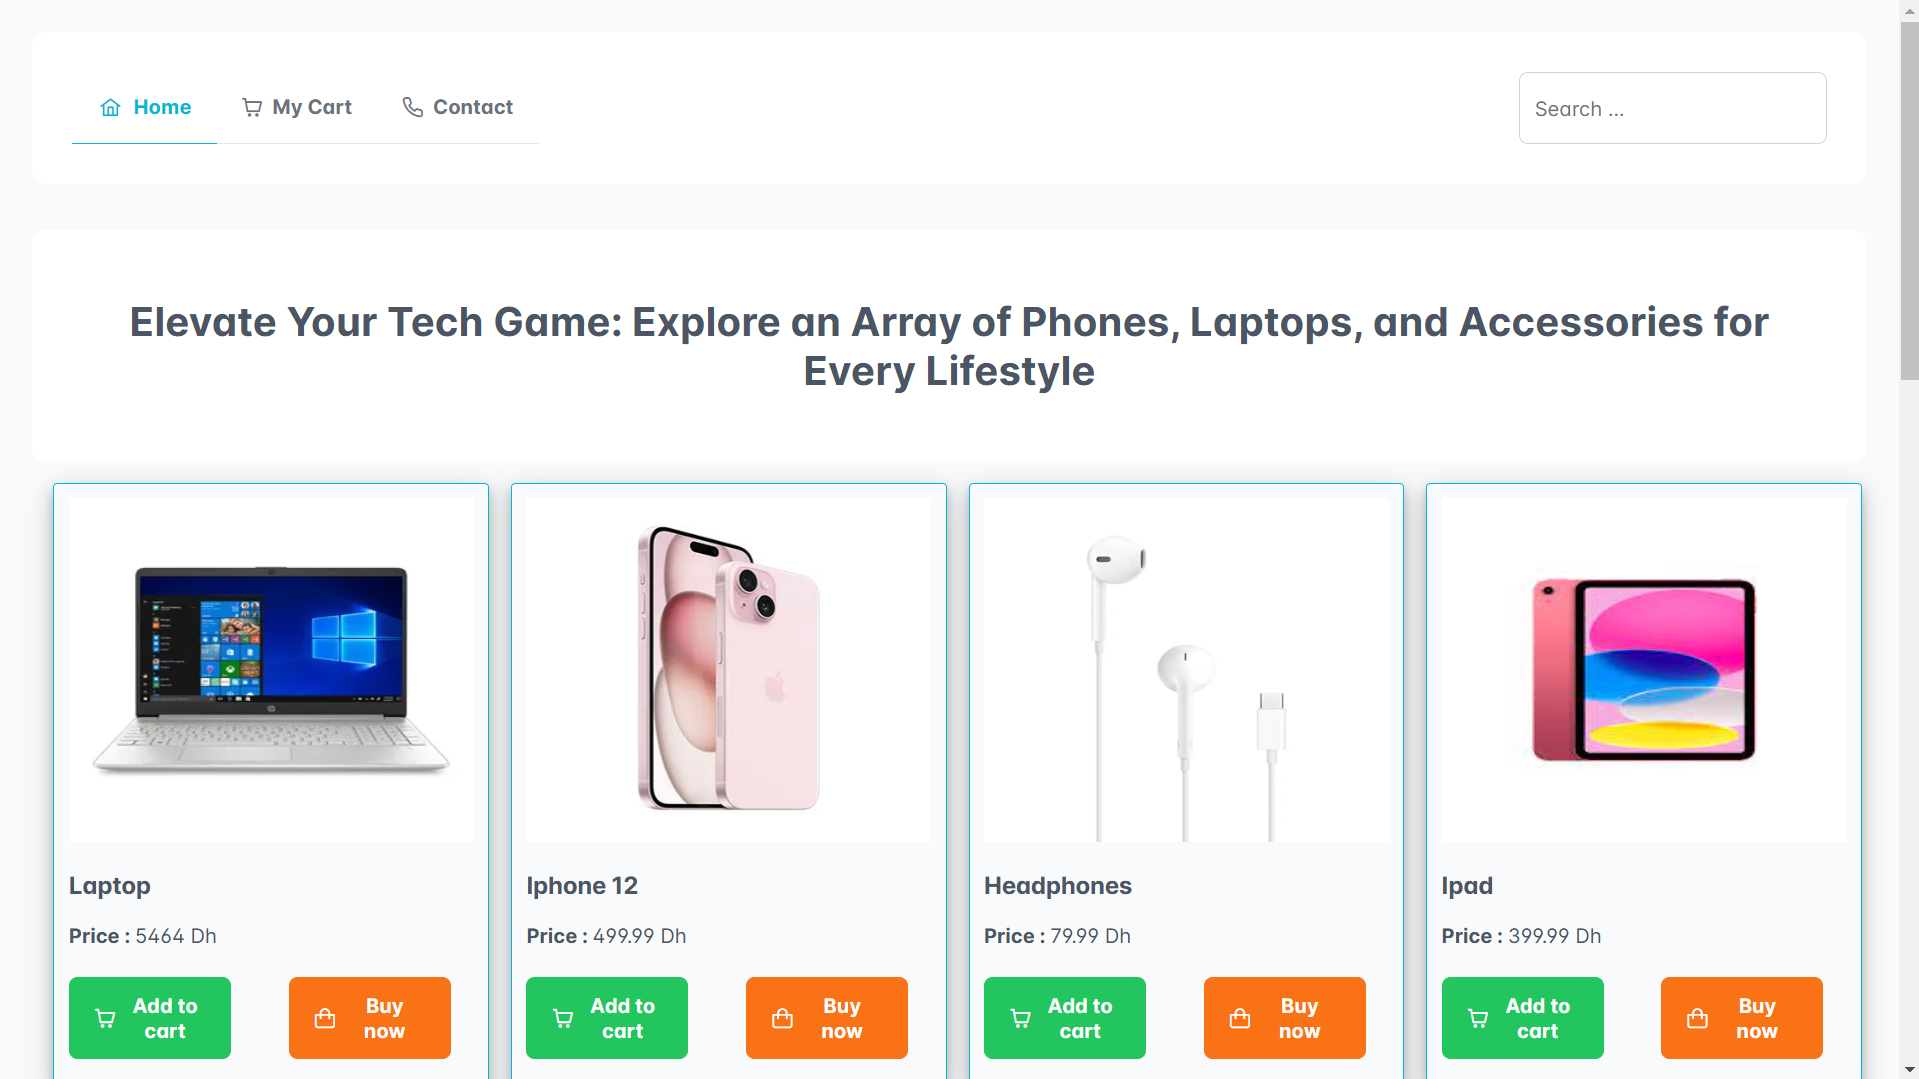 Home
My Cart
Contact
Search ...
Elevate Your Tech Game: Explore an Array of Phones, Laptops, and Accessories for
Every Lifestyle
Laptop
Price : 5464 Dh
Add to
cart
Buy
now
Iphone 12
Price : 499.99 Dh
Add to
cart
Buy
now
Headphones
Price : 79.99 Dh
Add to
cart
Buy
now
Ipad
Price : 399.99 Dh
Add to
cart
Buy
now